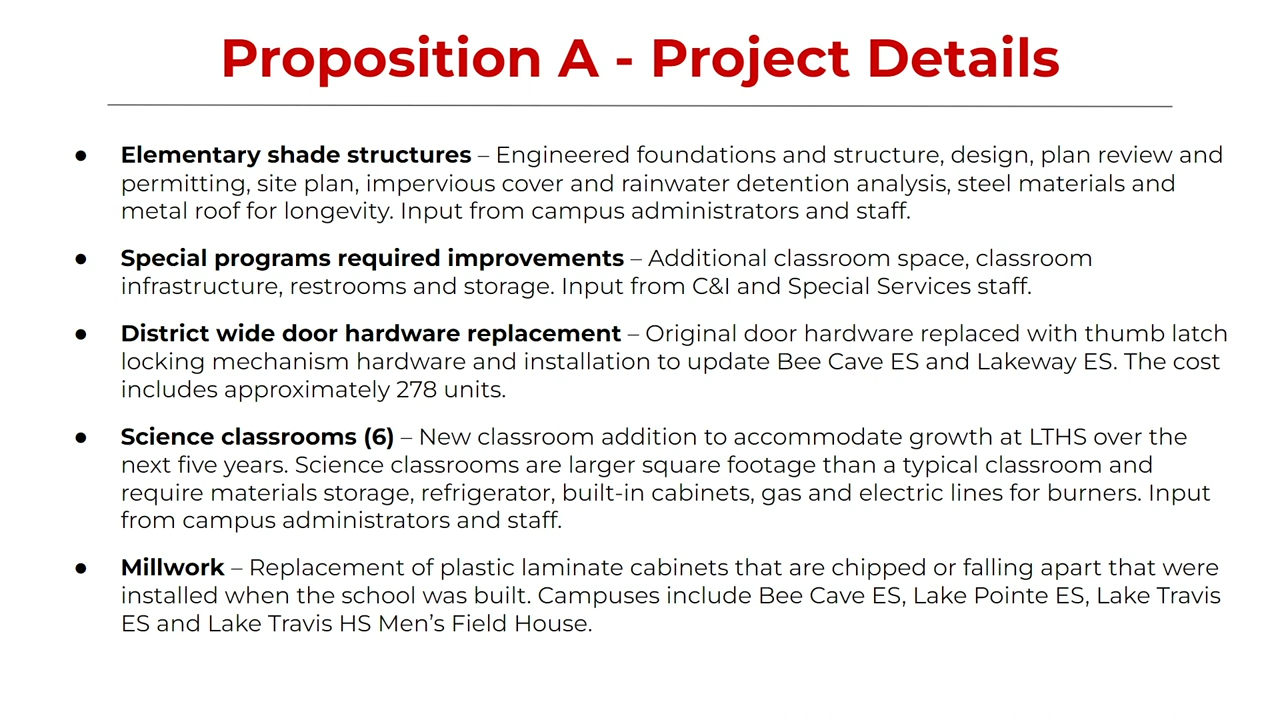 Proposition A - Project Details
● Elementary shade structures – Engineered foundations and structure, design, plan review and
permitting, site plan, impervious cover and rainwater detention analysis, steel materials and
metal roof for longevity. Input from campus administrators and staff.
● Special programs required improvements – Additional classroom space, classroom
infrastructure, restrooms and storage. Input from C&I and Special Services staff.
● District wide door hardware replacement – Original door hardware replaced with thumb latch
locking mechanism hardware and installation to update Bee Cave ES and Lakeway ES. The cost
includes approximately 278 units.
● Science classrooms (6) – New classroom addition to accommodate growth at LTHS over the
next five years. Science classrooms are larger square footage than a typical classroom and
require materials storage, refrigerator, built-in cabinets, gas and electric lines for burners. Input
from campus administrators and staff.
● Millwork – Replacement of plastic laminate cabinets that are chipped or falling apart that were
installed when the school was built. Campuses include Bee Cave ES, Lake Pointe ES, Lake Travis
ES and Lake Travis HS Men’s Field House.